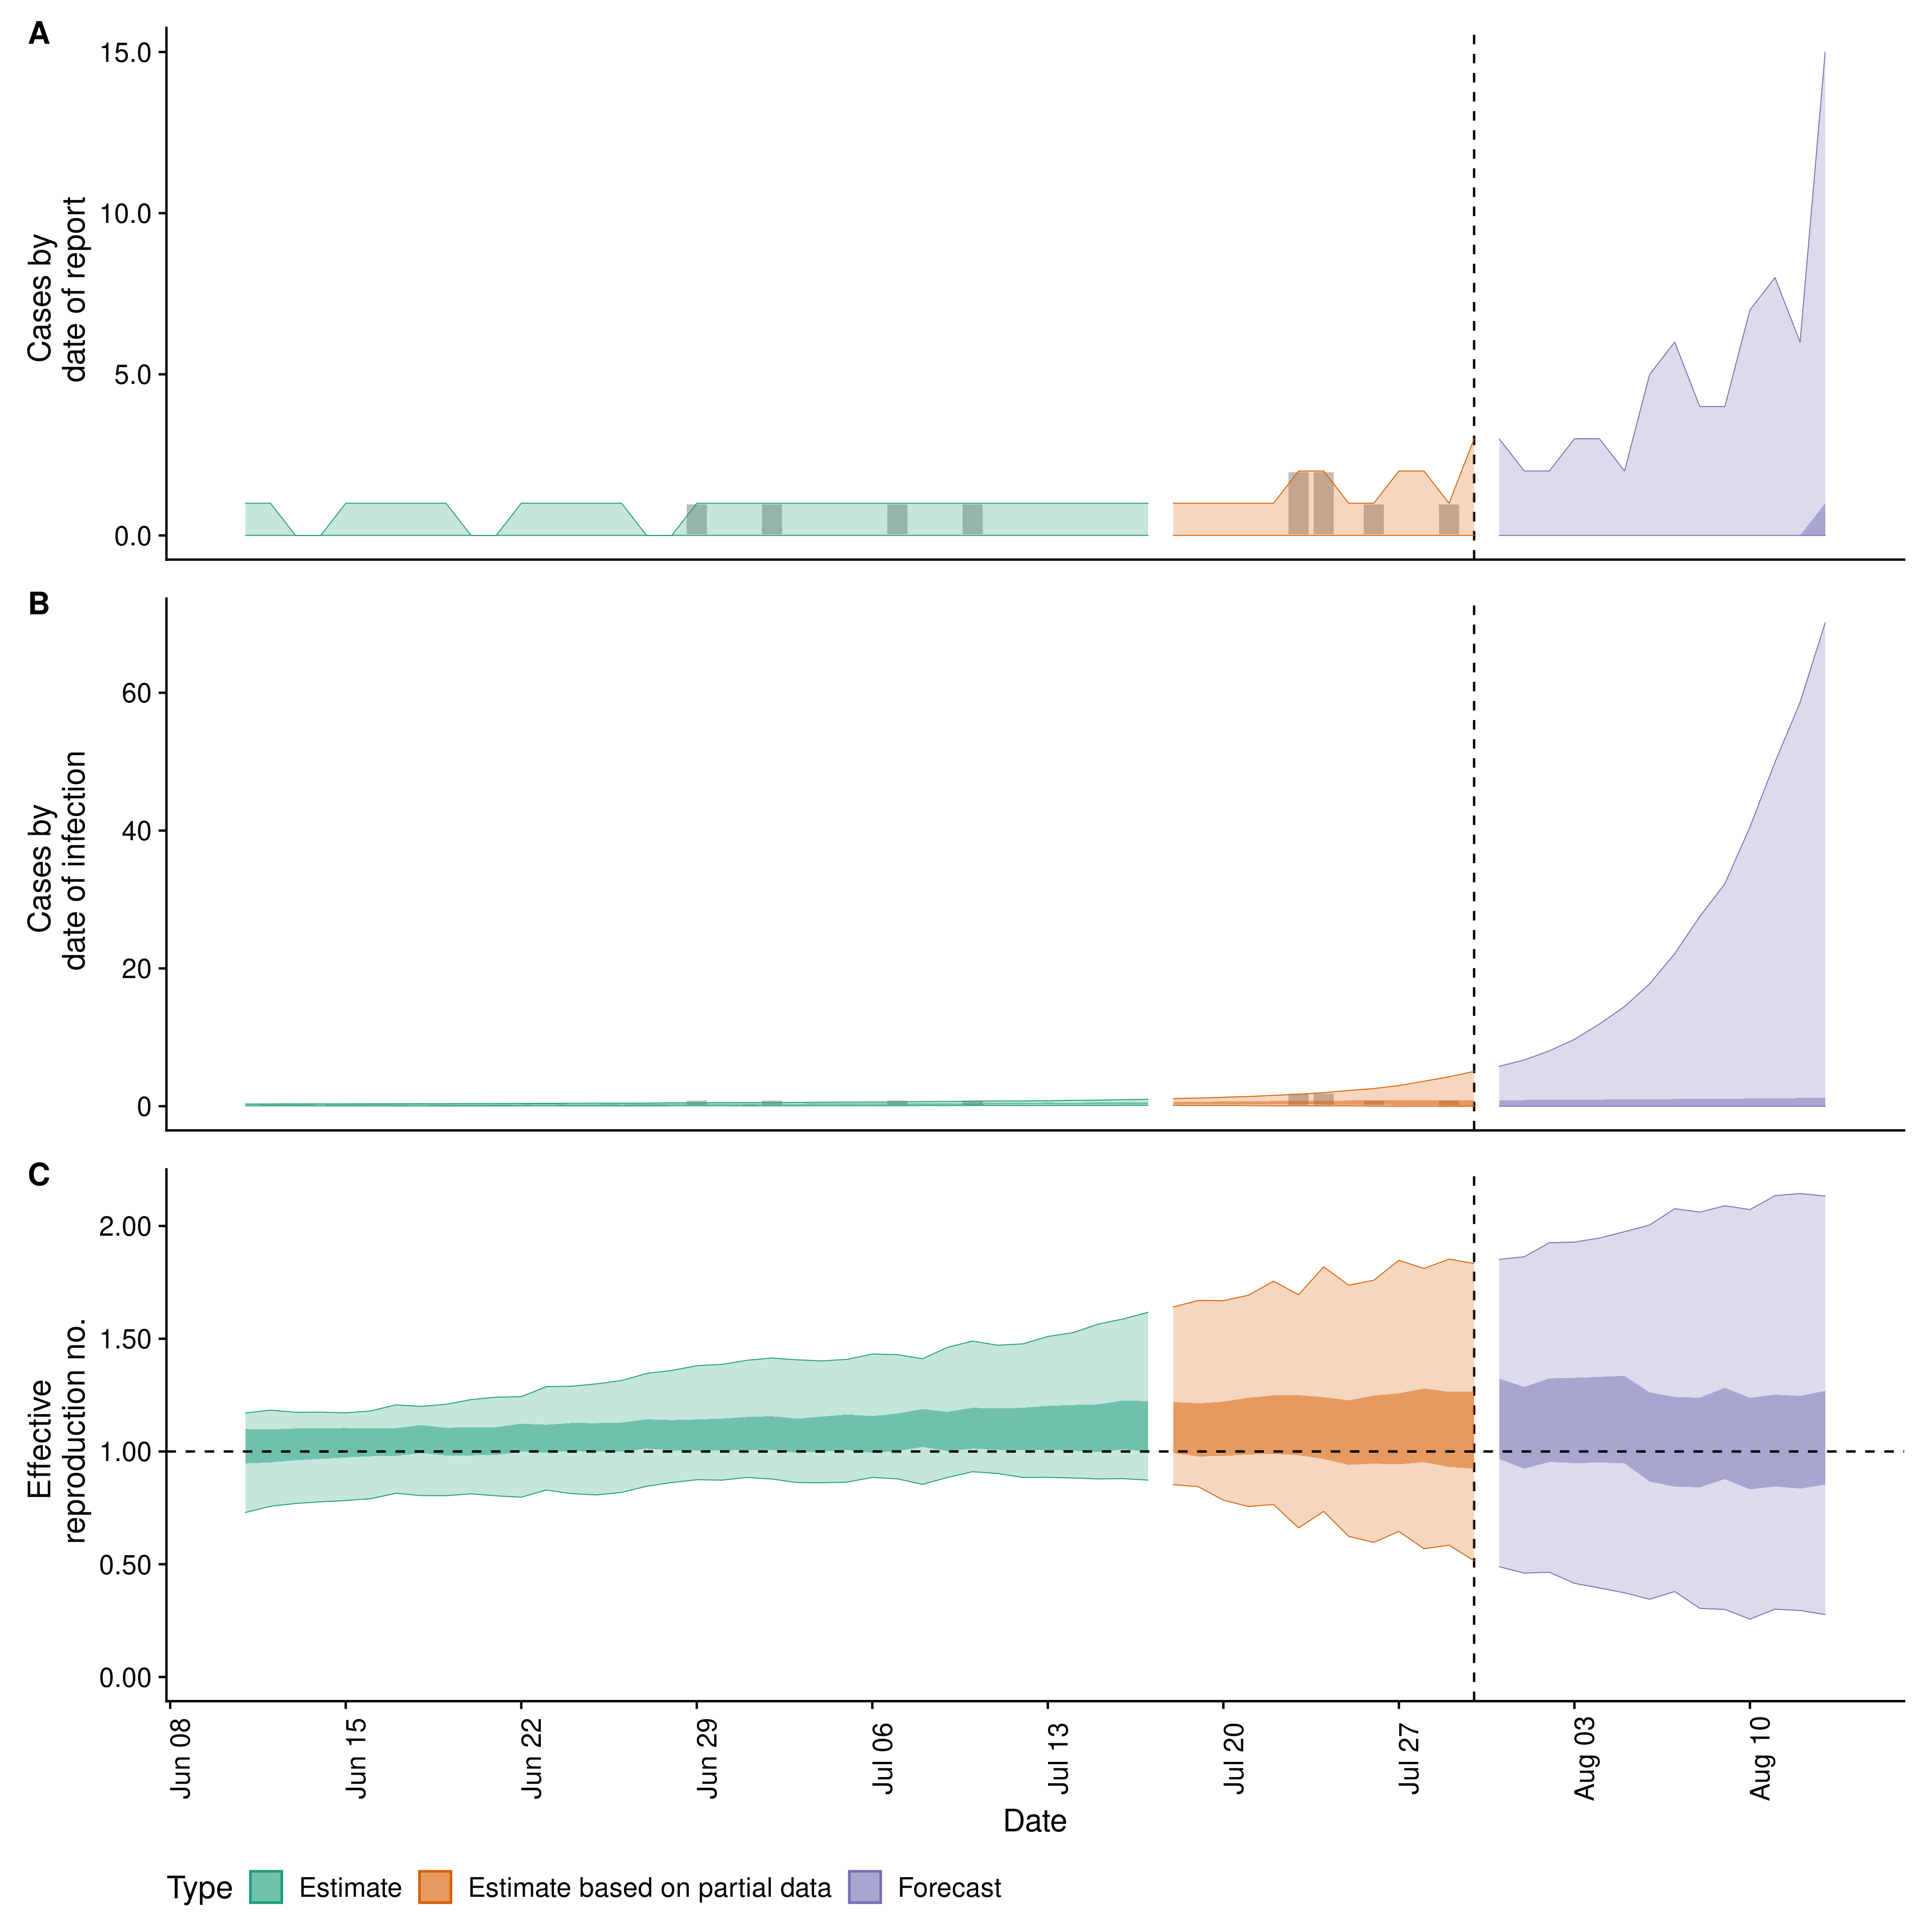 A
Cases by
date of report
15.0
10.0
5.0
0.0
B
Cases by
date of infection
60
40
20
0
C
Effective
reproduction no.
2.00
1.50
1.00
0.50
0.00
Jun 08
Jun 15
Jun 22
Jun 29
Jul 06
Jul 13
Jul 20
Jul 27
Aug 03
Aug 10
Date
Type Estimate Estimate based on partial data Forecast